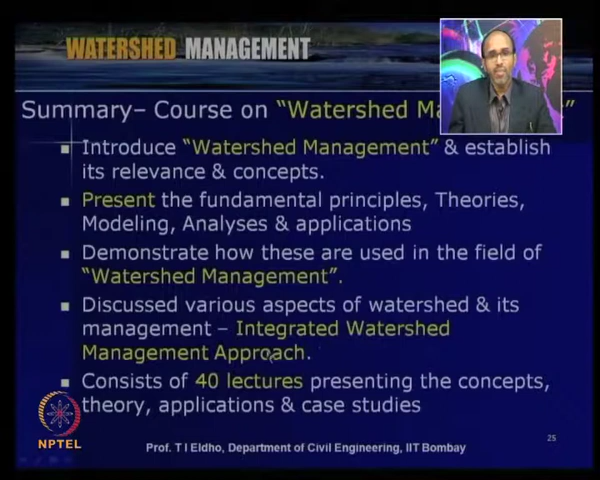 WATERSHED MANAGEMENT
Summary– Course on “Watershed Ma ”
Introduce “Watershed Management” & establish
its relevance & concepts.
Present the fundamental principles, Theories,
Modeling, Analyses & applications
Demonstrate how these are used in the field of
“Watershed Management”.
Discussed various aspects of watershed & its
management – Integrated Watershed
Management Approach.
Consists of 40 lectures presenting the concepts,
theory, applications & case studies
NPTEL
Prof. T I Eldho, Department of Civil Engineering, IIT Bombay
25